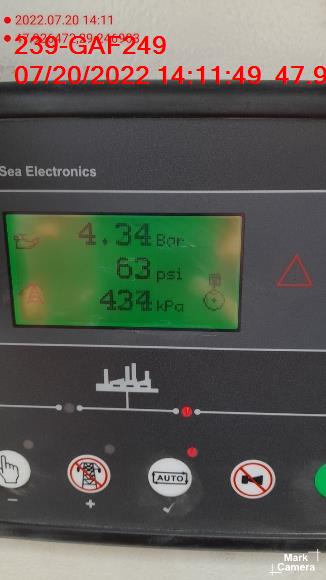 2022.07.20 14:11
239-GAF249
07/20/2022 14:11:49 47.9
Sea Electronics
4.34 Bar
63 psi
434 kPa
AUTO
- +
Mark
Camera